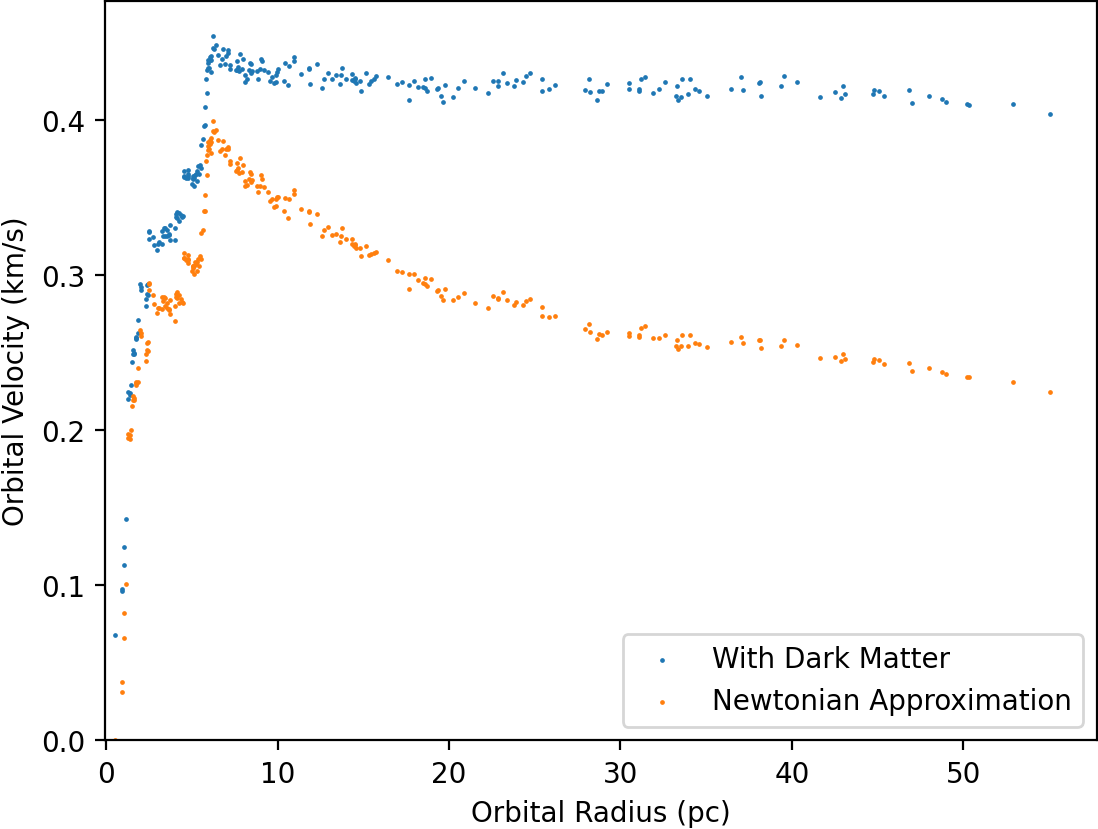 Orbital Velocity (km/s)
0.4
0.3
0.2
0.1
0.0
With Dark Matter
Newtonian Approximation
0 10 20 30 40 50
Orbital Radius (pc)